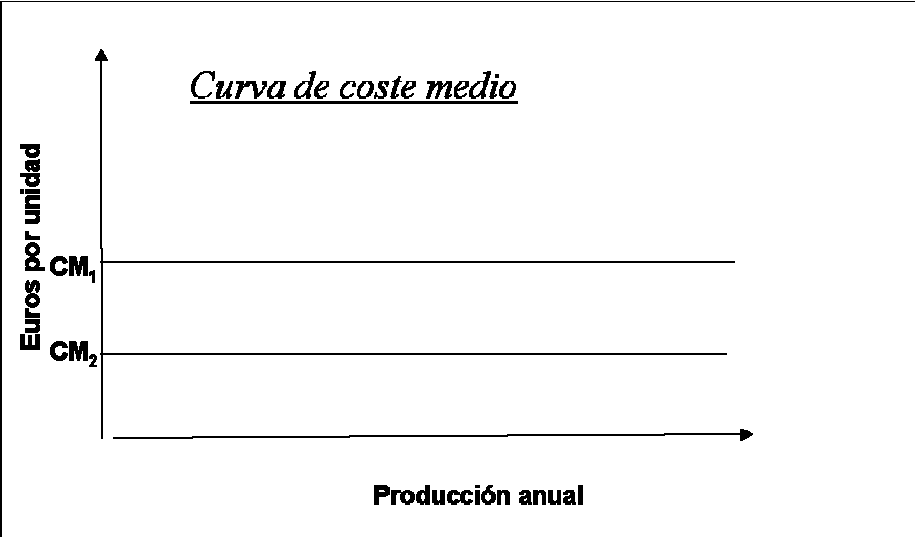 Curva de coste medio
Euros por unidad
CM1
CM2
Producción anual